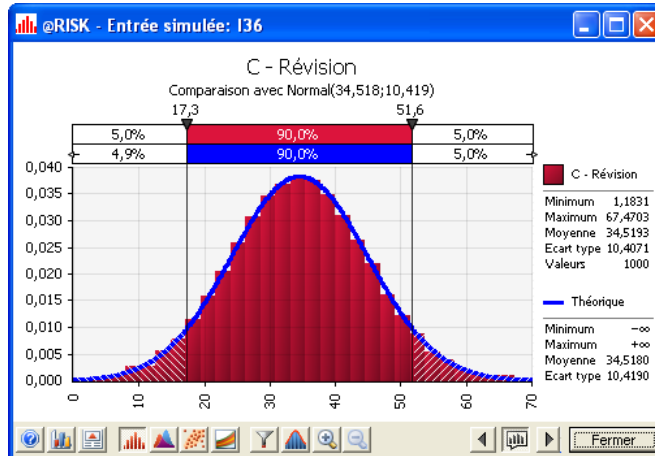 @RISK - Entrée simulée: I36
C - Révision
Comparaison avec Normal(34,518;10,419)
17,3 51,6
5,0% 90,0% 5,0%
4,9% 90,0% 5,0%
0,040
0,035
0,030
0,025
0,020
0,015
0,010
0,005
0,000
0 10 20 30 40 50 60 70
C - Révision
Minimum 1,1831
Maximum 67,4703
Moyenne 34,5193
Ecart type 10,4071
Valeurs 1000
Théorique
Minimum −∞
Maximum +∞
Moyenne 34,5180
Ecart type 10,4190
Fermer